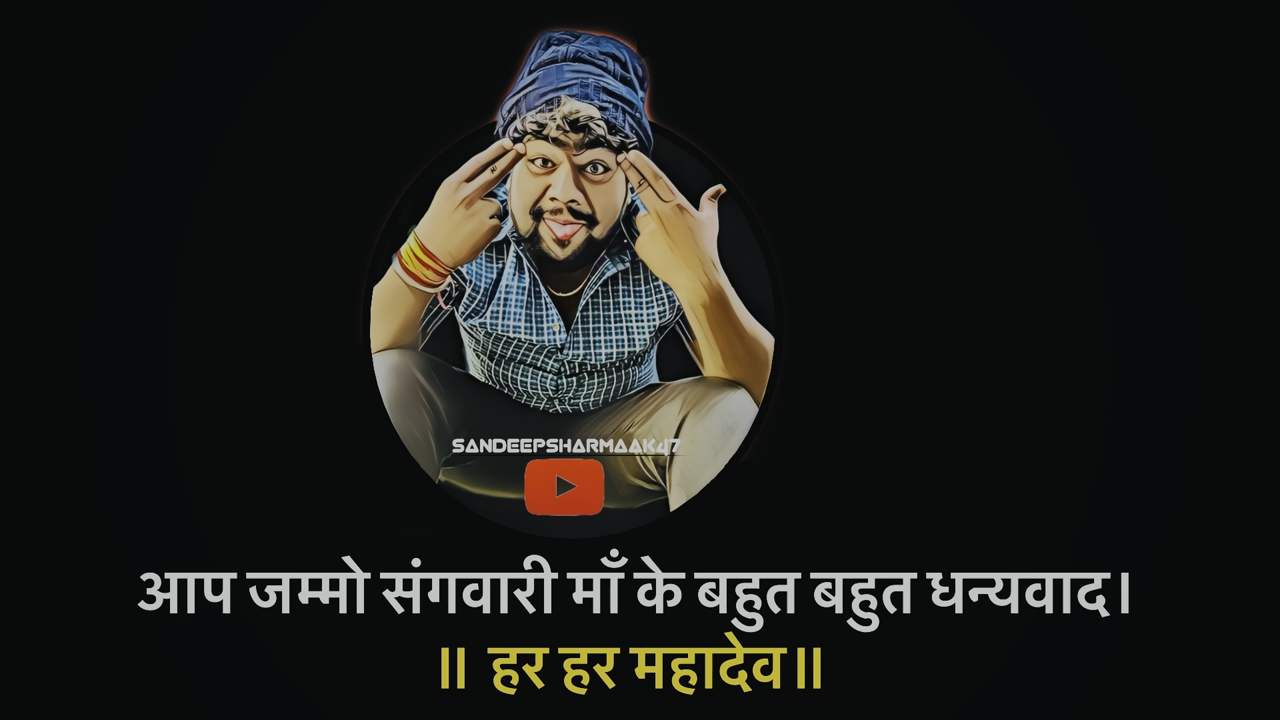 SANDEEPSHARMAAK47
आप जम्मो संगवारी माँ के बहुत बहुत धन्यवाद।
॥ हर हर महादेव॥